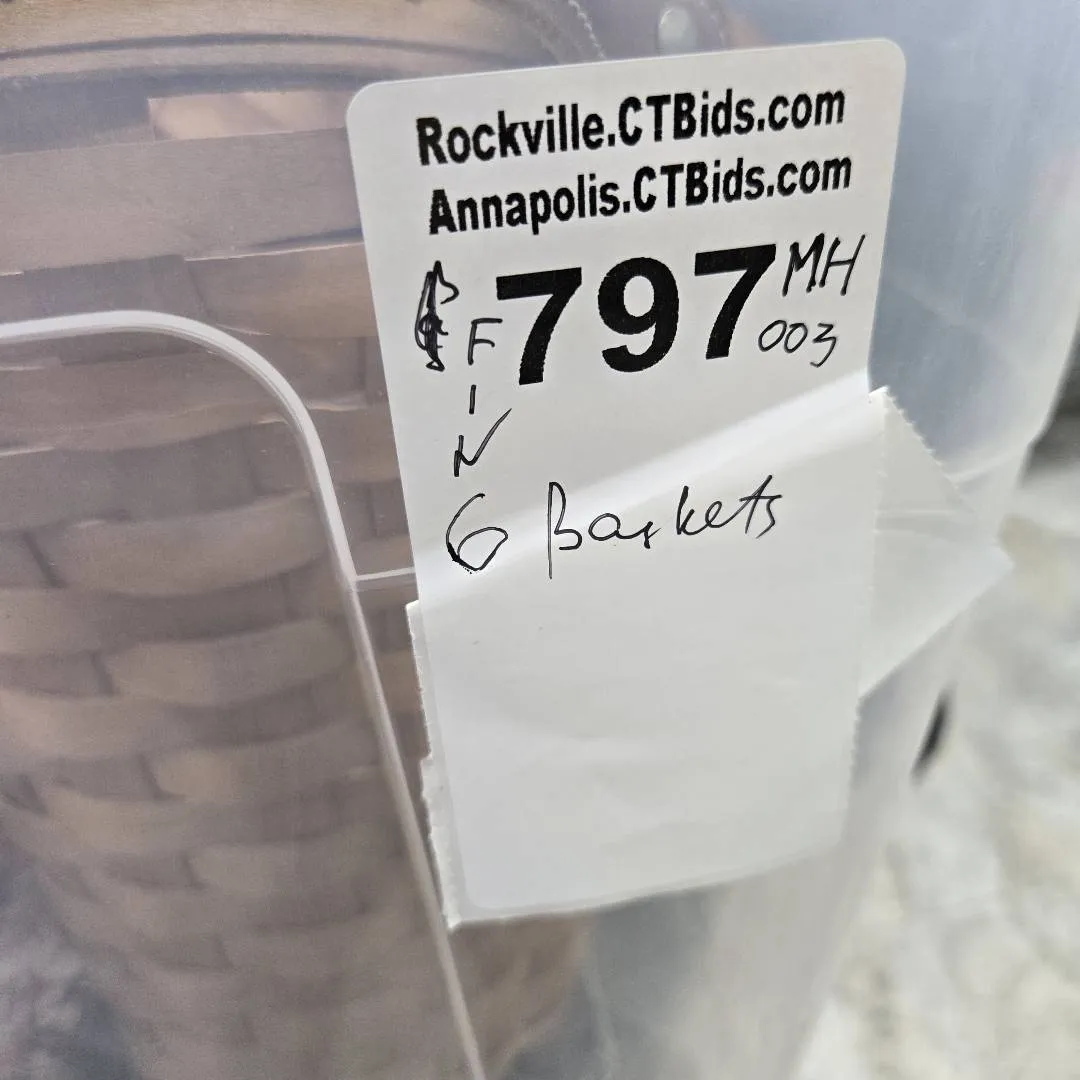 Rockville.CTBids.com
Annapolis.CTBids.com
797 MH
003
F
I
N
6 Baskets